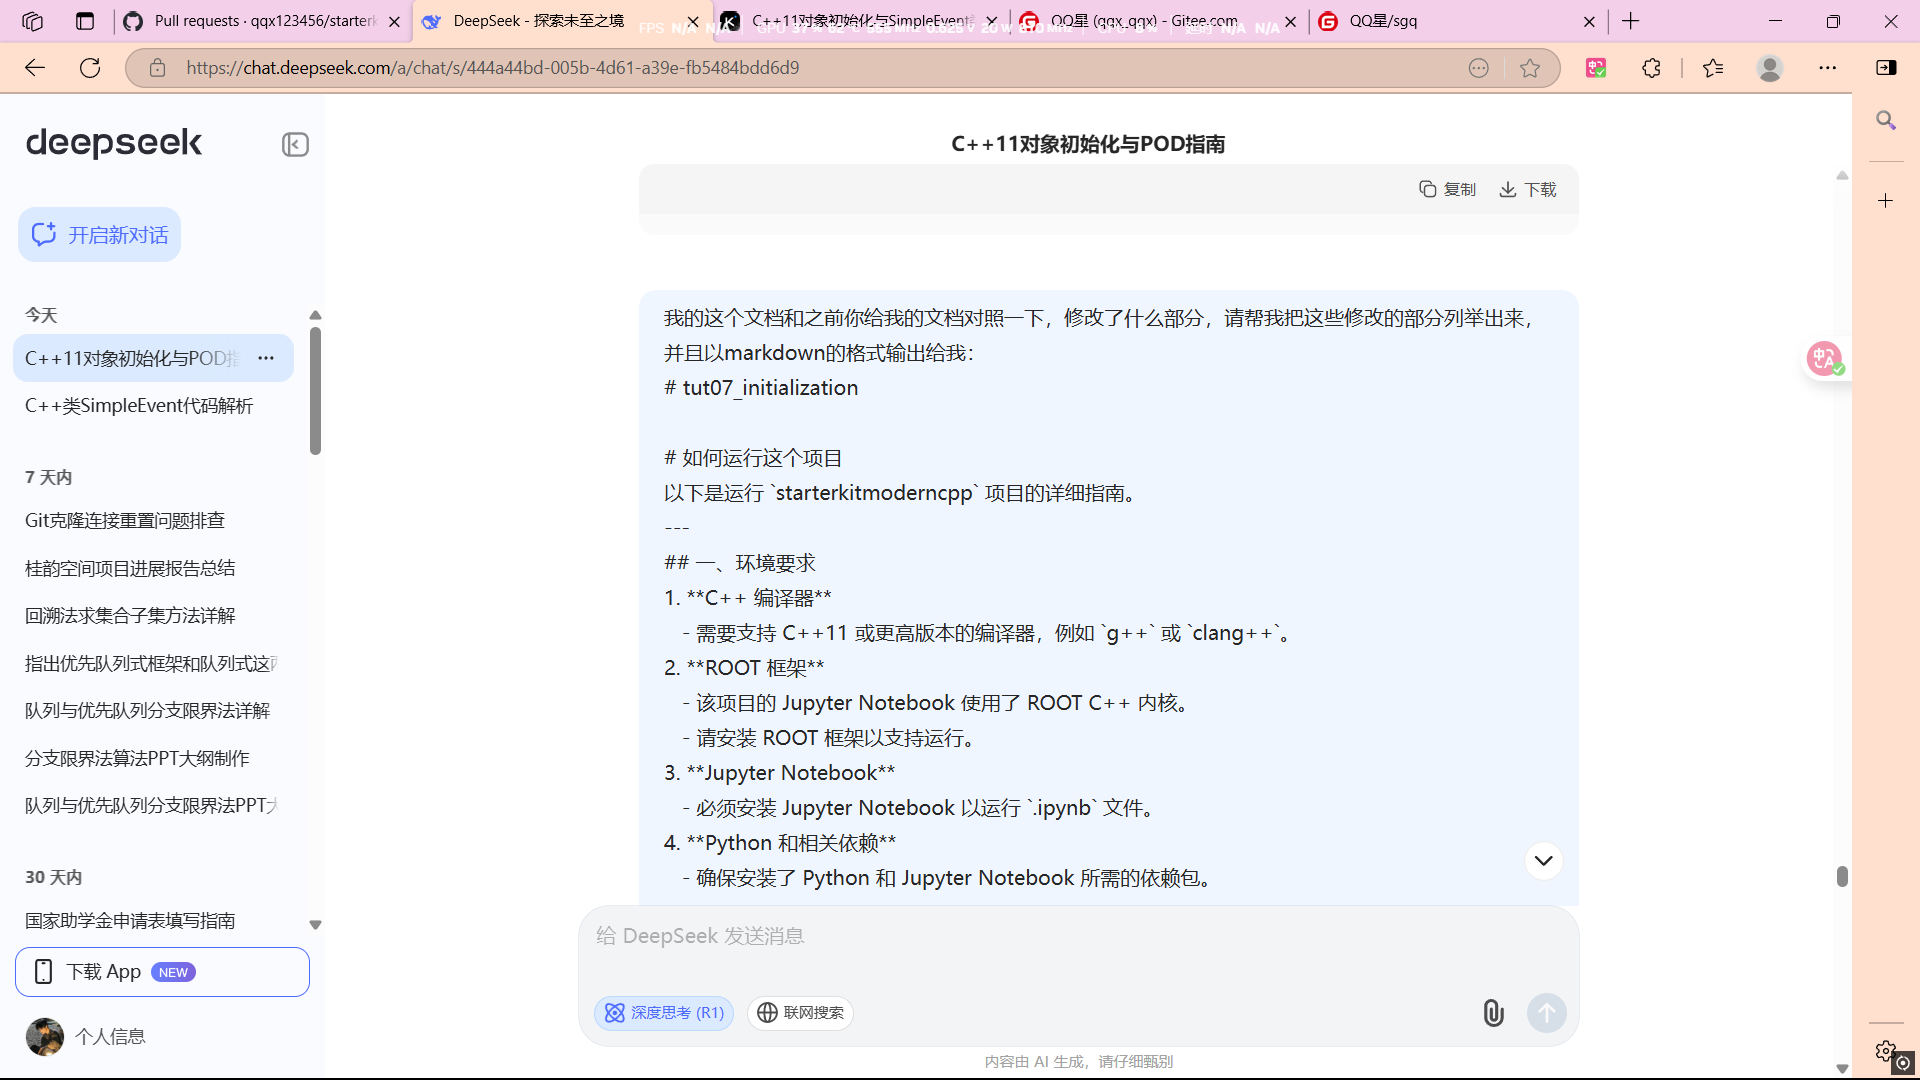 Pull requests · qqx123456/starterk
DeepSeek - 探索未至之境
C++11对象初始化与SimpleEvent
QQ星 (qqx_qqx) - Gitee.com
QQ星/sgq
FPS N/A N/A
GPU 37 % 62 °C 555 MHz 0.625 V 20 W 810 MHz
N/A N/A
https://chat.deepseek.com/a/chat/s/444a44bd-005b-4d61-a39e-fb5484bdd6d9
deepseek
开启新对话
今天
C++11对象初始化与POD指
C++类SimpleEvent代码解析
7 天内
Git克隆连接重置问题排查
桂韵空间项目进展报告总结
回溯法求集合子集方法详解
指出优先队列式框架和队列式这两
队列与优先队列分支限界法详解
分支限界法算法PPT大纲制作
队列与优先队列分支限界法PPT大
30 天内
国家助学金申请表填写指南
下载 App NEW
个人信息
C++11对象初始化与POD指南
复制 下载
我的这个文档和之前你给我的文档对照一下，修改了什么部分，请帮我把这些修改的部分列举出来，
并且以markdown的格式输出给我：
# tut07_initialization
# 如何运行这个项目
以下是运行 `starterkitmoderncpp` 项目的详细指南。
---
## 一、环境要求
1. **C++ 编译器**
- 需要支持 C++11 或更高版本的编译器，例如 `g++` 或 `clang++`。
2. **ROOT 框架**
- 该项目的 Jupyter Notebook 使用了 ROOT C++ 内核。
- 请安装 ROOT 框架以支持运行。
3. **Jupyter Notebook**
- 必须安装 Jupyter Notebook 以运行 `.ipynb` 文件。
4. **Python 和相关依赖**
- 确保安装了 Python 和 Jupyter Notebook 所需的依赖包。
给 DeepSeek 发送消息
深度思考 (R1)
联网搜索
内容由 AI 生成，请仔细甄别